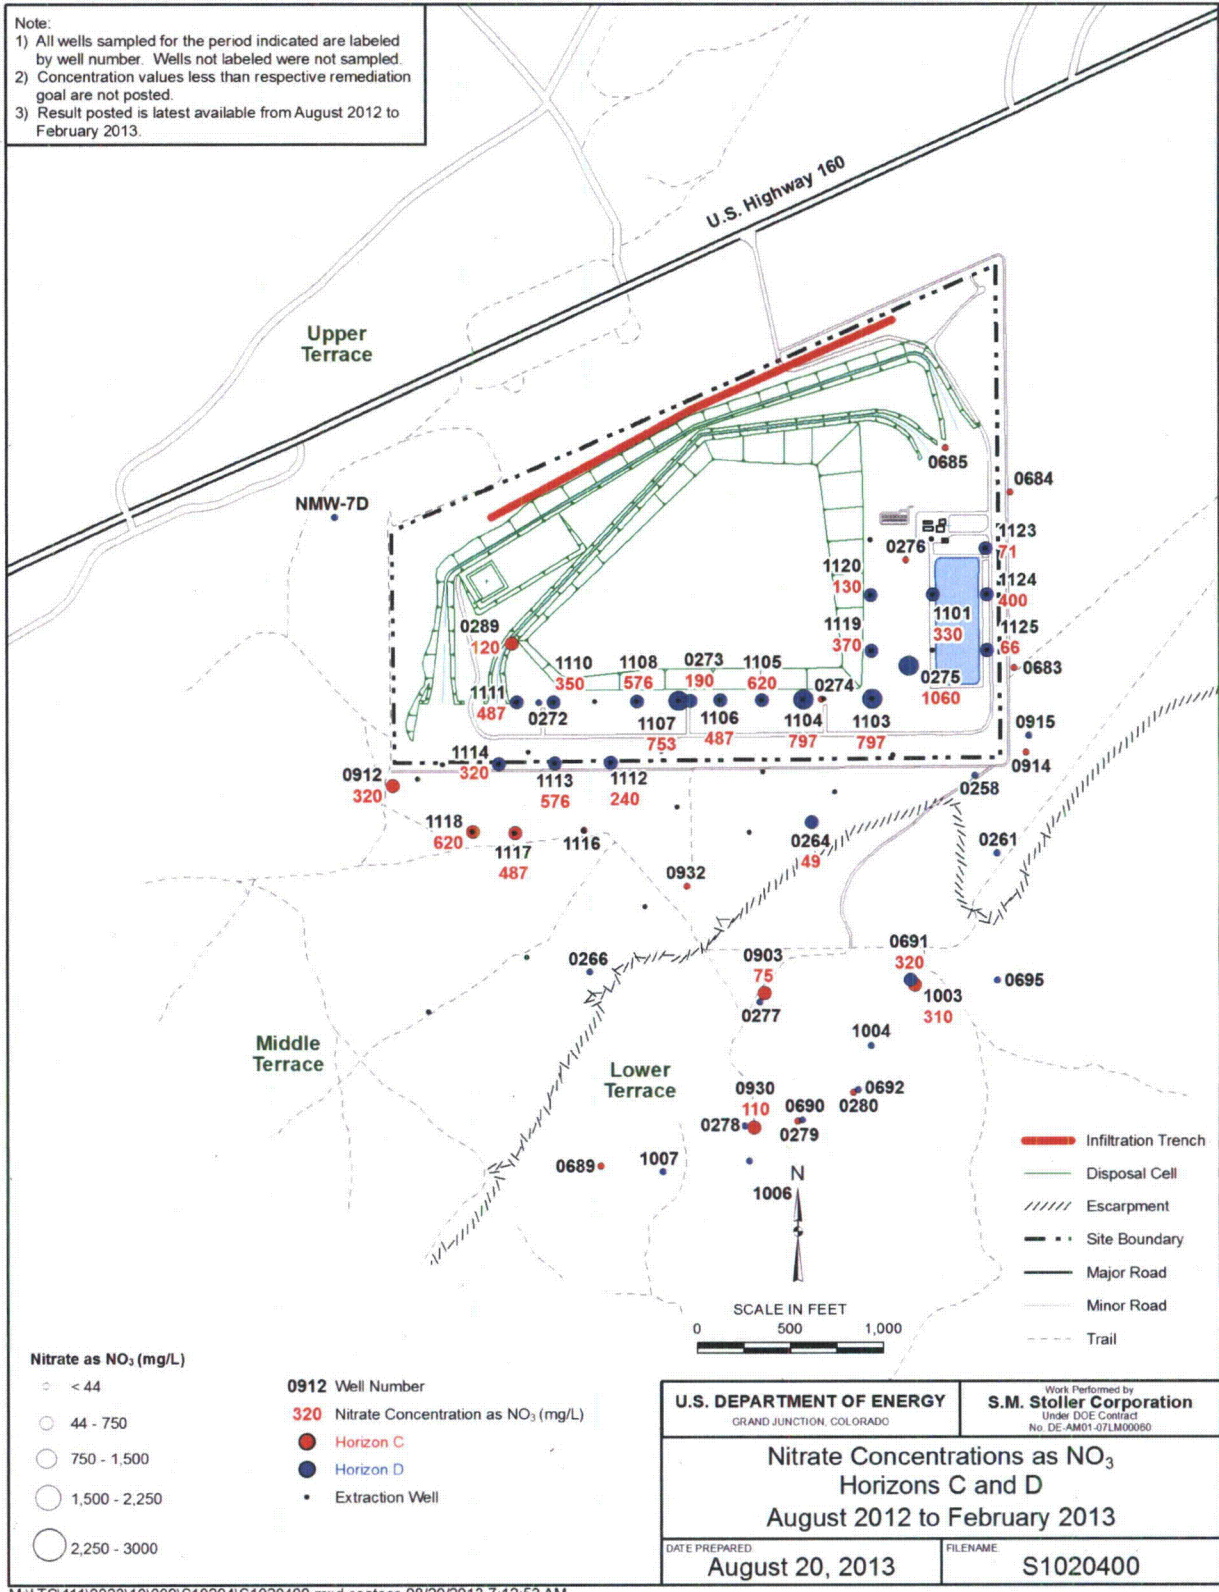 Note:
1) All wells sampled for the period indicated are labeled
by well number. Wells not labeled were not sampled.
2) Concentration values less than respective remediation
goal are not posted.
3) Result posted is latest available from August 2012 to
February 2013.
U.S. Highway 160
Upper
Terrace
0685
0684
NMW-7D
0276
1123
71
1120
130
1124
400
1101
330
1119
370
1125
66
0289
120
0683
0275
1060
1110
350
1108
576
0273
190
1105
620
0274
1111
487
0272
1107
753
1106
487
1104
797
1103
797
0915
0914
1114
320
1113
576
1112
240
0912
320
0258
1118
620
1117
487
1116
0264
49
0261
0932
0266
0903
75
0277
0691
320
1003
310
0695
1004
Middle
Terrace
Lower
Terrace
0692
0280
0930
110
0278
0690
0279
0689
1007
1006
N
Infiltration Trench
Disposal Cell
Escarpment
Site Boundary
Major Road
Minor Road
Trail
SCALE IN FEET
0 500 1,000
Nitrate as NO3 (mg/L)
< 44
44 - 750
750 - 1,500
1,500 - 2,250
2,250 - 3000
0912 Well Number
320 Nitrate Concentration as NO3 (mg/L)
Horizon C
Horizon D
Extraction Well
U.S. DEPARTMENT OF ENERGY
GRAND JUNCTION, COLORADO
Work Performed by
S.M. Stoller Corporation
Under DOE Contract
No. DE-AM01-07LM00060
Nitrate Concentrations as NO3
Horizons C and D
August 2012 to February 2013
DATE PREPARED:
August 20, 2013
FILENAME:
S1020400